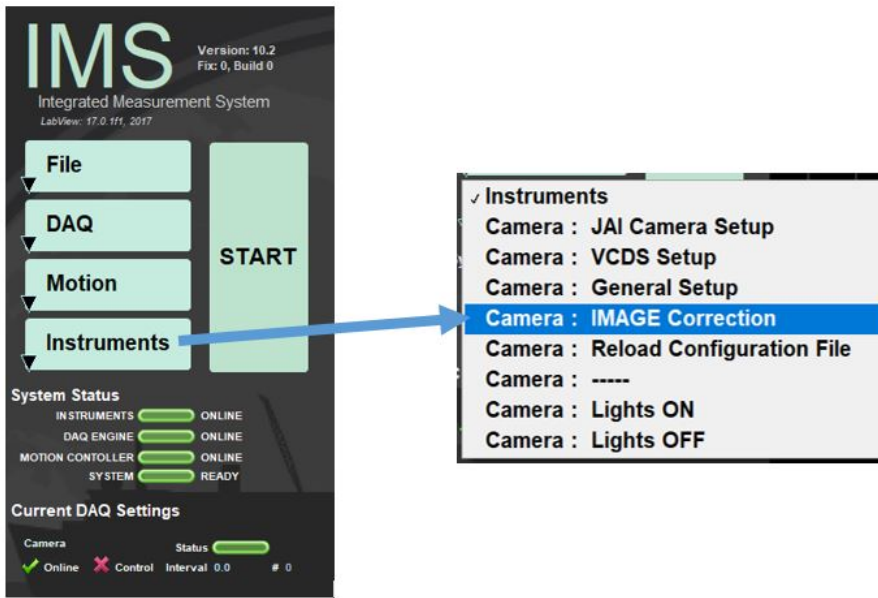 IMS
Version: 10.2
Fix: 0, Build 0
Integrated Measurement System
LabView: 17.0.1f1, 2017
File
DAQ
Motion
Instruments
START
System Status
INSTRUMENTS ONLINE
DAQ ENGINE ONLINE
MOTION CONTOLLER ONLINE
SYSTEM READY
Current DAQ Settings
Camera Status
Online Control Interval 0.0 # 0
✓ Instruments
Camera : JAI Camera Setup
Camera : VCDS Setup
Camera : General Setup
Camera : IMAGE Correction
Camera : Reload Configuration File
Camera : -----
Camera : Lights ON
Camera : Lights OFF